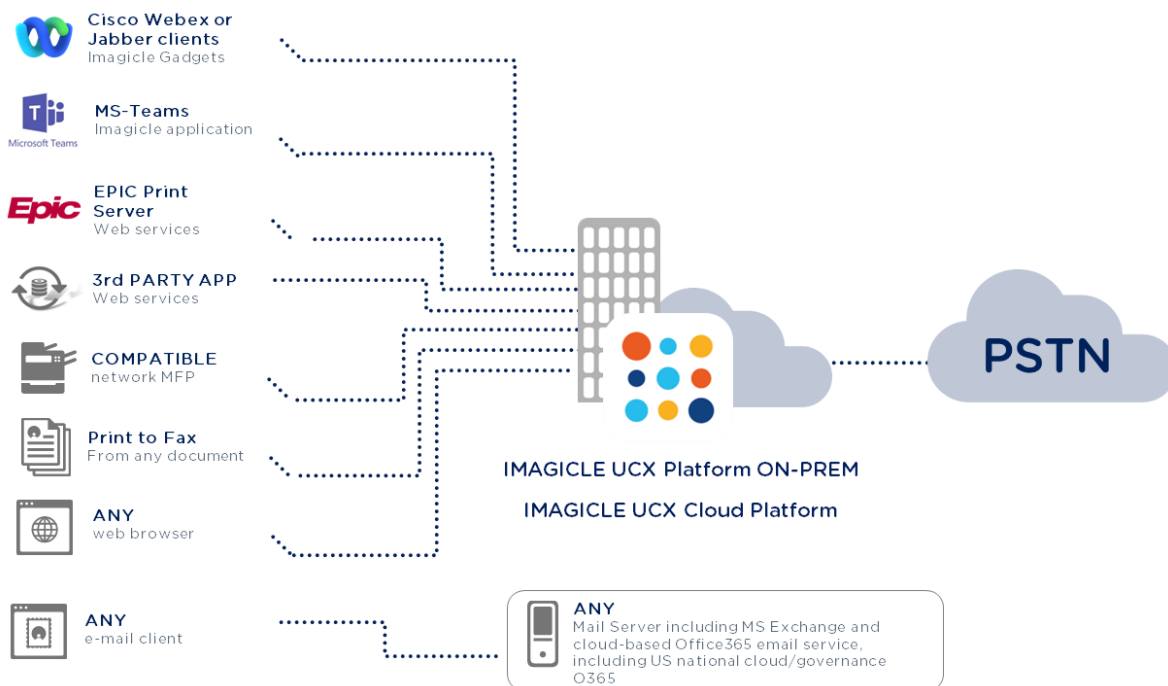 Cisco Webex or
Jabber clients
Imagicle Gadgets
T
Microsoft Teams
MS-Teams
Imagicle application
Epic
EPIC Print
Server
Web services
3rd PARTY APP
Web services
COMPATIBLE
network MFP
Print to Fax
From any document
ANY
web browser
ANY
e-mail client
IMAGICLE UCX Platform ON-PREM
IMAGICLE UCX Cloud Platform
PSTN
ANY
Mail Server including MS Exchange and
cloud-based Office365 email service,
including US national cloud/governance
O365